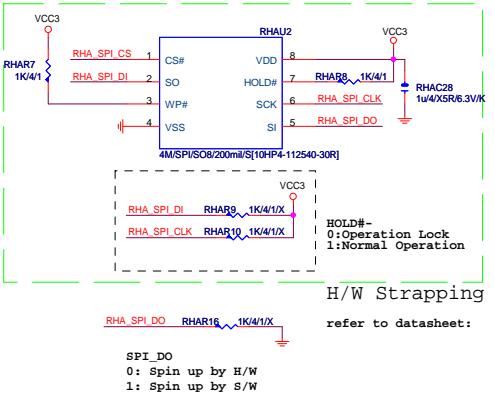 VCC3
RHAU2
VCC3
RHAR7
1K/4/1
RHA_SPI_CS 1 CS# VDD 8
RHA_SPI_DI 2 SO HOLD# 7 RHAR8 1K/4/1
3 WP# SCK 6 RHA_SPI_CLK
4 VSS SI 5 RHA_SPI_DO
RHAC28
1u/4/X5R/6.3V/K
4M/SPI/SO8/200mil/S[10HP4-112540-30R]
VCC3
RHA_SPI_DI RHAR9 1K/4/1/X
RHA_SPI_CLK RHAR10 1K/4/1/X
HOLD#-
0:Operation Lock
1:Normal Operation
H/W Strapping
refer to datasheet:
RHA_SPI_DO RHAR16 1K/4/1/X
SPI_DO
0: Spin up by H/W
1: Spin up by S/W